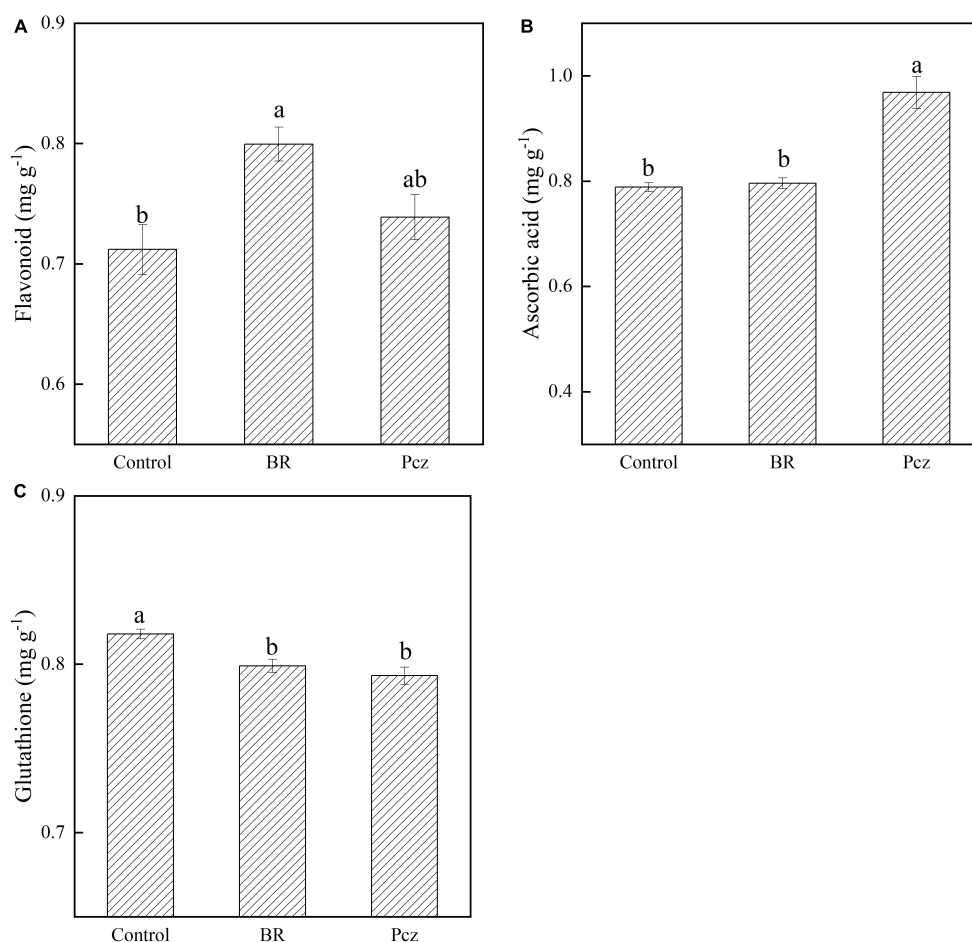 A
0.9
0.8
0.7
0.6
Flavonoid (mg g⁻¹)
b
a
ab
Control BR Pcz
B
1.0
0.8
0.6
0.4
Ascorbic acid (mg g⁻¹)
b
b
a
Control BR Pcz
C
0.9
0.8
0.7
Glutathione (mg g⁻¹)
a
b
b
Control BR Pcz